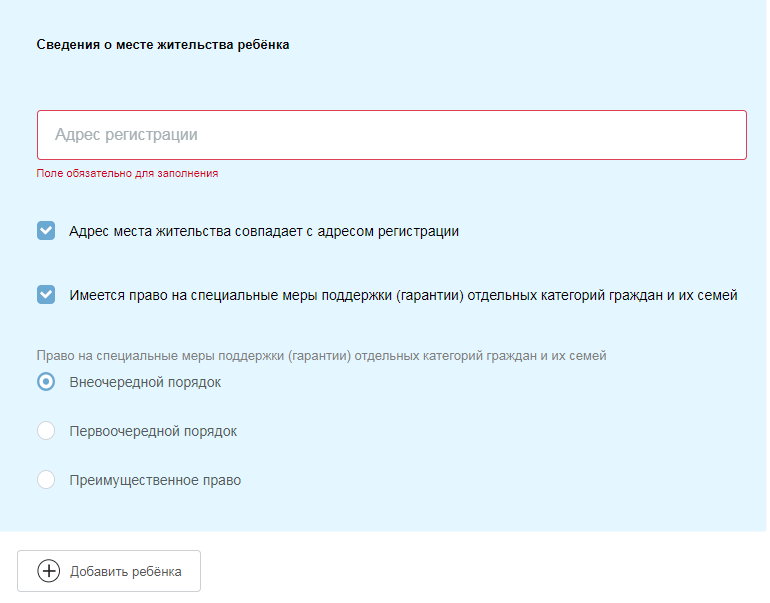 Сведения о месте жительства ребёнка
Адрес регистрации
Поле обязательно для заполнения
Адрес места жительства совпадает с адресом регистрации
Имеется право на специальные меры поддержки (гарантии) отдельных категорий граждан и их семей
Право на специальные меры поддержки (гарантии) отдельных категорий граждан и их семей
Внеочередной порядок
Первоочередной порядок
Преимущественное право
Добавить ребёнка